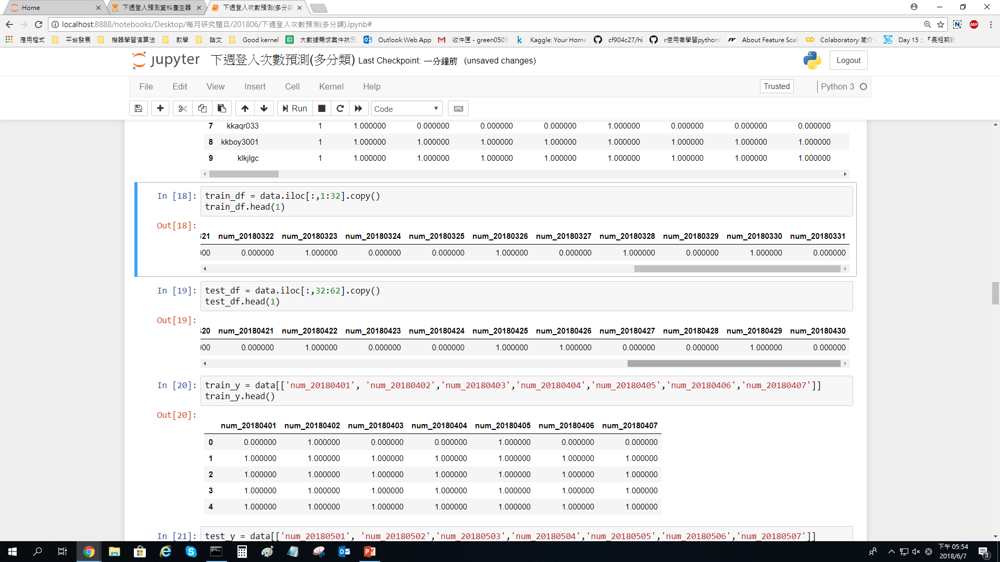 Home
下週登入預測資料產生器
下週登入次數預測(多分類
localhost:8888/notebooks/Desktop/每月研究題目/201806/下週登入次數預測(多分類).ipynb#
應用程式 平台發展 機器學習演算法 教學 論文 Good kernel 大數據需求案件狀況 Outlook Web App 收件匣 - green0503 Kaggle: Your Home cf904c27/hi r使用者學習python About Feature Scal Colaboratory 簡介 - Day 15 : 『長短期記
jupyter 下週登入次數預測(多分類) Last Checkpoint: 一分鐘前 (unsaved changes)
Logout
File Edit View Insert Cell Kernel Help
Trusted Python 3
Run Code
7 kkaqr033 1 1.000000 0.000000 0.000000 0.000000 1.000000 0.000000 0.000000 0.000000
8 kkboy3001 1 1.000000 1.000000 1.000000 1.000000 1.000000 1.000000 1.000000 1.000000
9 klkjlgc 1 1.000000 1.000000 1.000000 1.000000 1.000000 1.000000 1.000000 1.000000
In [18]: train_df = data.iloc[:,1:32].copy()
train_df.head(1)
Out[18]:
321 num_20180322 num_20180323 num_20180324 num_20180325 num_20180326 num_20180327 num_20180328 num_20180329 num_20180330 num_20180331
000 0.000000 1.000000 0.000000 0.000000 1.000000 0.000000 1.000000 0.000000 1.000000 0.000000
In [19]: test_df = data.iloc[:,32:62].copy()
test_df.head(1)
Out[19]:
420 num_20180421 num_20180422 num_20180423 num_20180424 num_20180425 num_20180426 num_20180427 num_20180428 num_20180429 num_20180430
000 0.000000 1.000000 0.000000 0.000000 1.000000 1.000000 0.000000 0.000000 1.000000 0.000000
In [20]: train_y = data[['num_20180401', 'num_20180402','num_20180403','num_20180404','num_20180405','num_20180406','num_20180407']]
train_y.head()
Out[20]:
num_20180401 num_20180402 num_20180403 num_20180404 num_20180405 num_20180406 num_20180407
0 0.000000 1.000000 0.000000 0.000000 1.000000 0.000000 0.000000
1 1.000000 1.000000 1.000000 1.000000 1.000000 1.000000 1.000000
2 1.000000 1.000000 1.000000 1.000000 1.000000 1.000000 1.000000
3 1.000000 1.000000 1.000000 1.000000 1.000000 1.000000 1.000000
4 1.000000 1.000000 1.000000 1.000000 1.000000 1.000000 1.000000
In [21]: test_y = data[['num_20180501', 'num_20180502','num_20180503','num_20180504','num_20180505','num_20180506','num_20180507']]
下午 05:54
2018/6/7
3